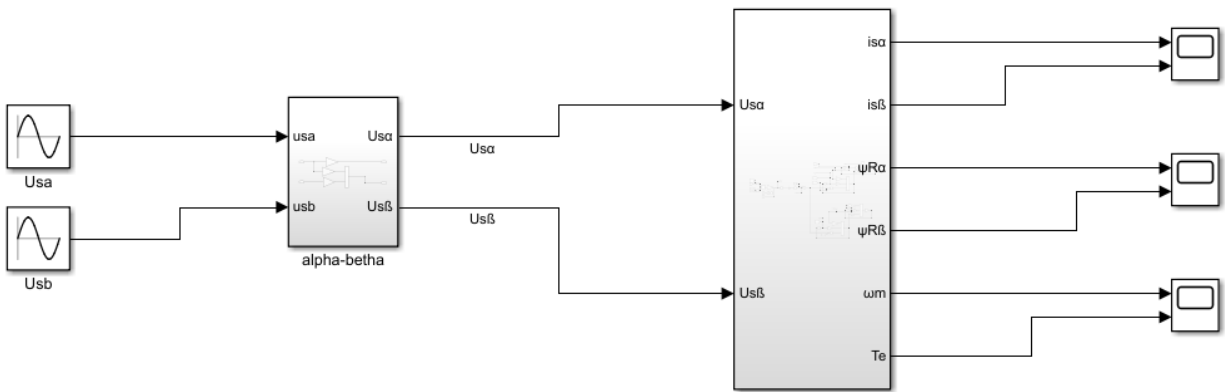 Usa
Usb
usa
usb
Usα
Usß
alpha-betha
Usα
Usß
Usα
Usß
isα
isß
ψRα
ψRß
ωm
Te